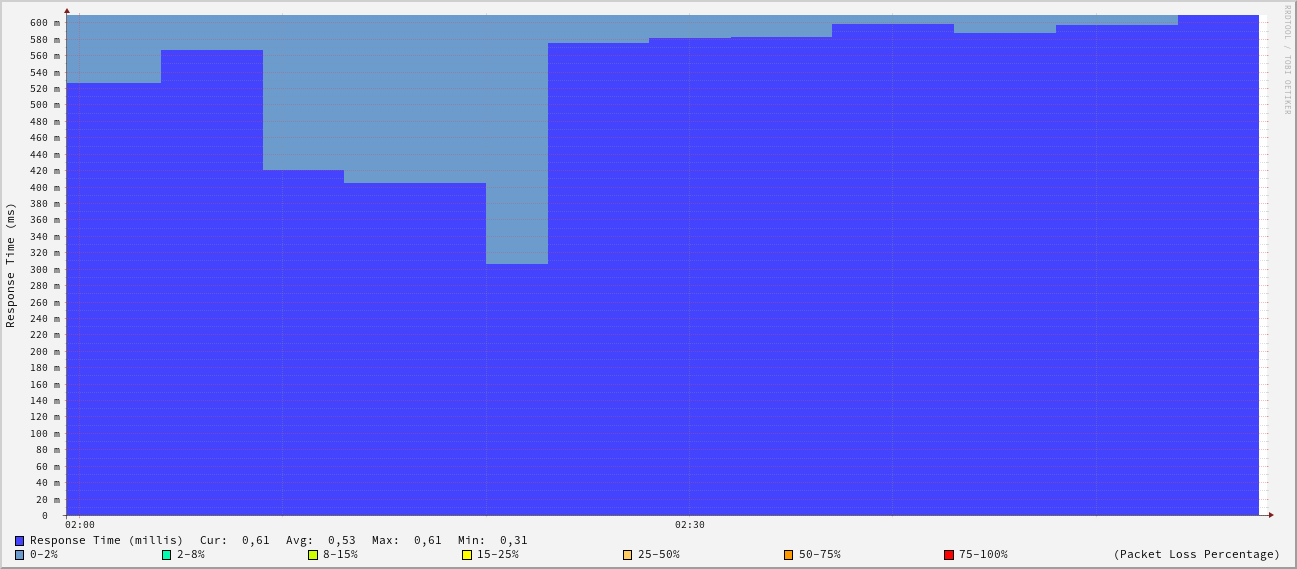 RRDTOOL / TOBI OETIKER
Response Time (ms)
600 m
580 m
560 m
540 m
520 m
500 m
480 m
460 m
440 m
420 m
400 m
380 m
360 m
340 m
320 m
300 m
280 m
260 m
240 m
220 m
200 m
180 m
160 m
140 m
120 m
100 m
80 m
60 m
40 m
20 m
0
02:00 02:30
Response Time (millis) Cur: 0,61 Avg: 0,53 Max: 0,61 Min: 0,31
0-2% 2-8% 8-15% 15-25% 25-50% 50-75% 75-100% (Packet Loss Percentage)